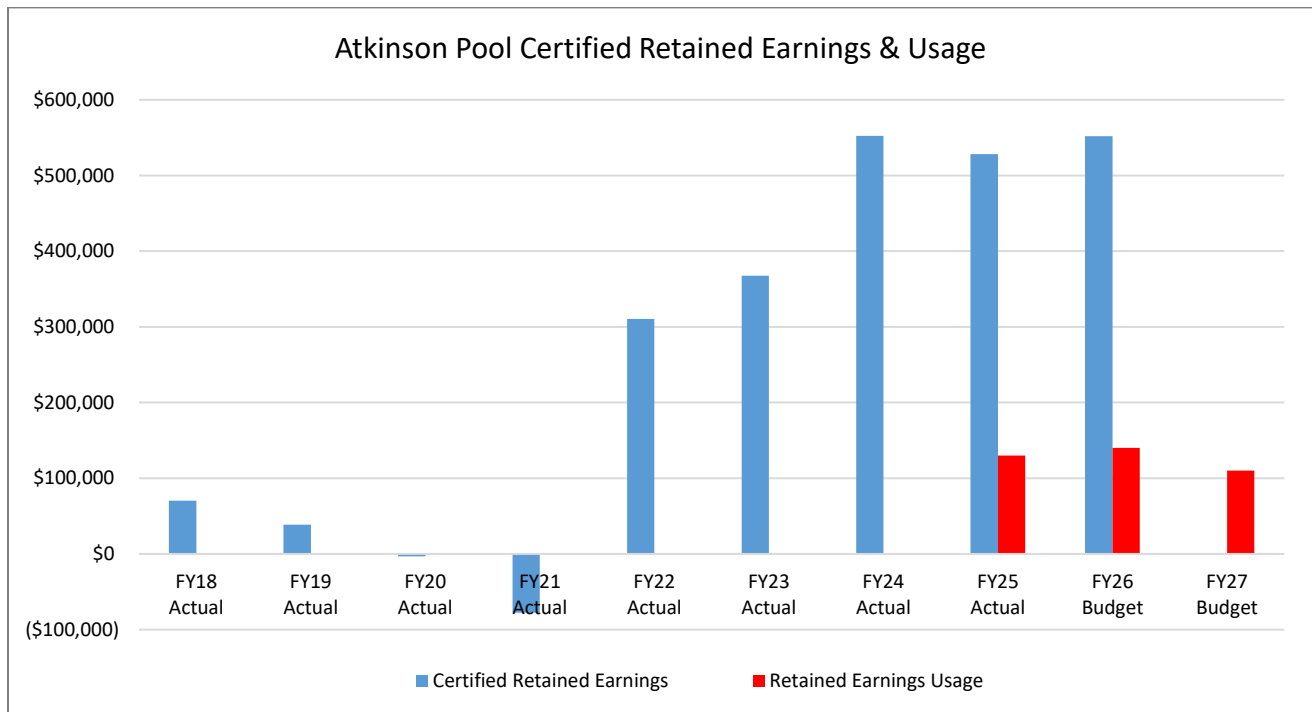 Atkinson Pool Certified Retained Earnings & Usage
$600,000
$500,000
$400,000
$300,000
$200,000
$100,000
$0
($100,000)
FY18 FY19 FY20 FY21 FY22 FY23 FY24 FY25 FY26 FY27
Actual Actual Actual Actual Actual Actual Actual Actual Budget Budget
Certified Retained Earnings Retained Earnings Usage